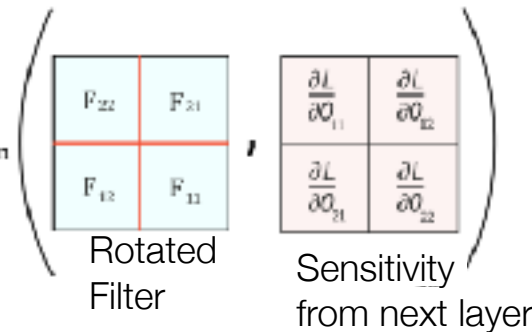 ( F₂₂ F₂₁ , ∂L/∂O₁₁ ∂L/∂O₁₂ )
F₁₂ F₁₁ ∂L/∂O₂₁ ∂L/∂O₂₂
Rotated
Filter
Sensitivity
from next layer